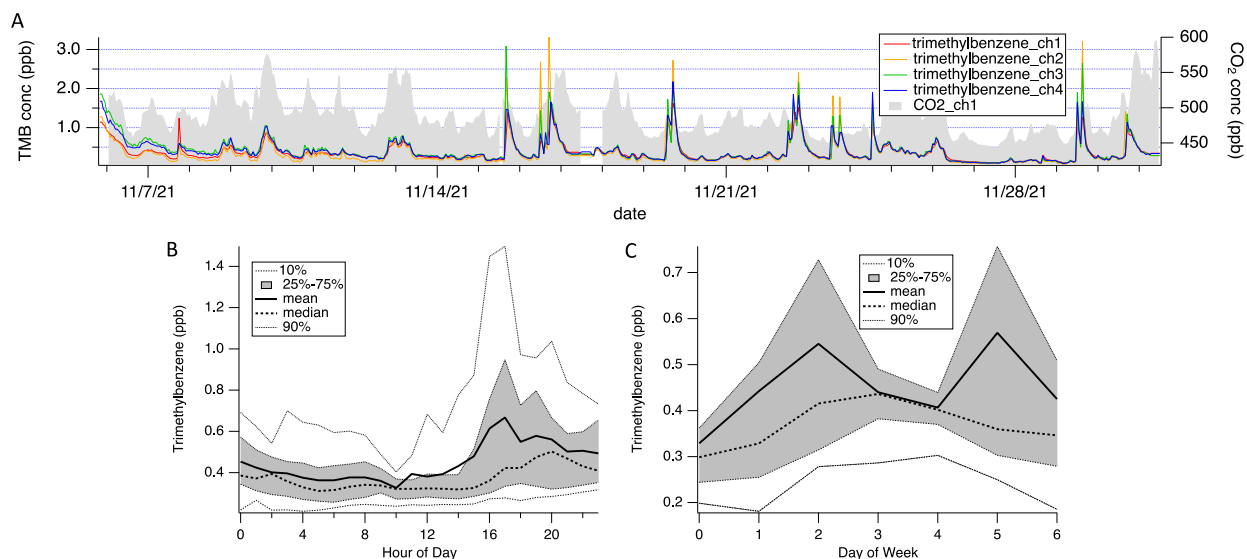 A
TMB conc (ppb)
3.0
2.0
1.0
trimethylbenzene_ch1
trimethylbenzene_ch2
trimethylbenzene_ch3
trimethylbenzene_ch4
CO2_ch1
600
550
500
450
CO2 conc (ppb)
11/7/21
11/14/21
11/21/21
11/28/21
date
B
Trimethylbenzene (ppb)
1.4
1.2
1.0
0.8
0.6
0.4
10%
25%-75%
mean
median
90%
0
4
8
12
16
20
Hour of Day
C
Trimethylbenzene (ppb)
0.7
0.6
0.5
0.4
0.3
0.2
10%
25%-75%
mean
median
90%
0
1
2
3
4
5
6
Day of Week